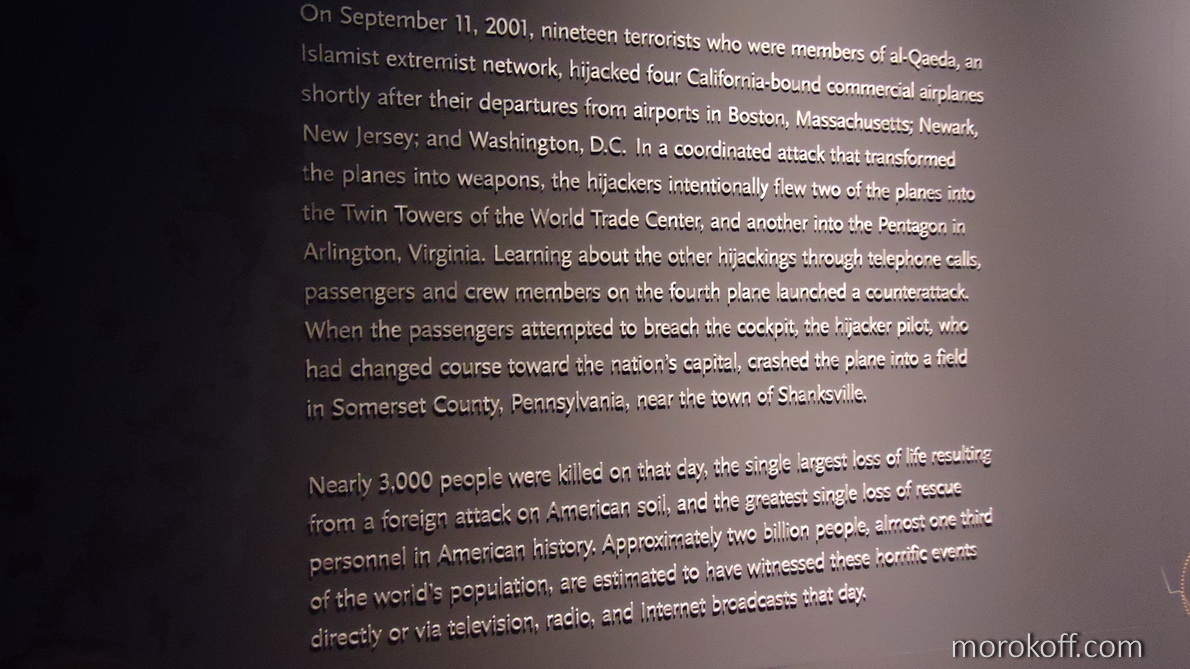 On September 11, 2001, nineteen terrorists who were members of al-Qaeda, an
Islamist extremist network, hijacked four California-bound commercial airplanes
shortly after their departures from airports in Boston, Massachusetts; Newark,
New Jersey; and Washington, D.C. In a coordinated attack that transformed
the planes into weapons, the hijackers intentionally flew two of the planes into
the Twin Towers of the World Trade Center, and another into the Pentagon in
Arlington, Virginia. Learning about the other hijackings through telephone calls,
passengers and crew members on the fourth plane launched a counterattack.
When the passengers attempted to breach the cockpit, the hijacker pilot, who
had changed course toward the nation's capital, crashed the plane into a field
in Somerset County, Pennsylvania, near the town of Shanksville.
Nearly 3,000 people were killed on that day, the single largest loss of life resulting
from a foreign attack on American soil, and the greatest single loss of rescue
personnel in American history. Approximately two billion people, almost one third
of the world's population, are estimated to have witnessed these horrific events
directly or via television, radio, and Internet broadcasts that day.
morokoff.com